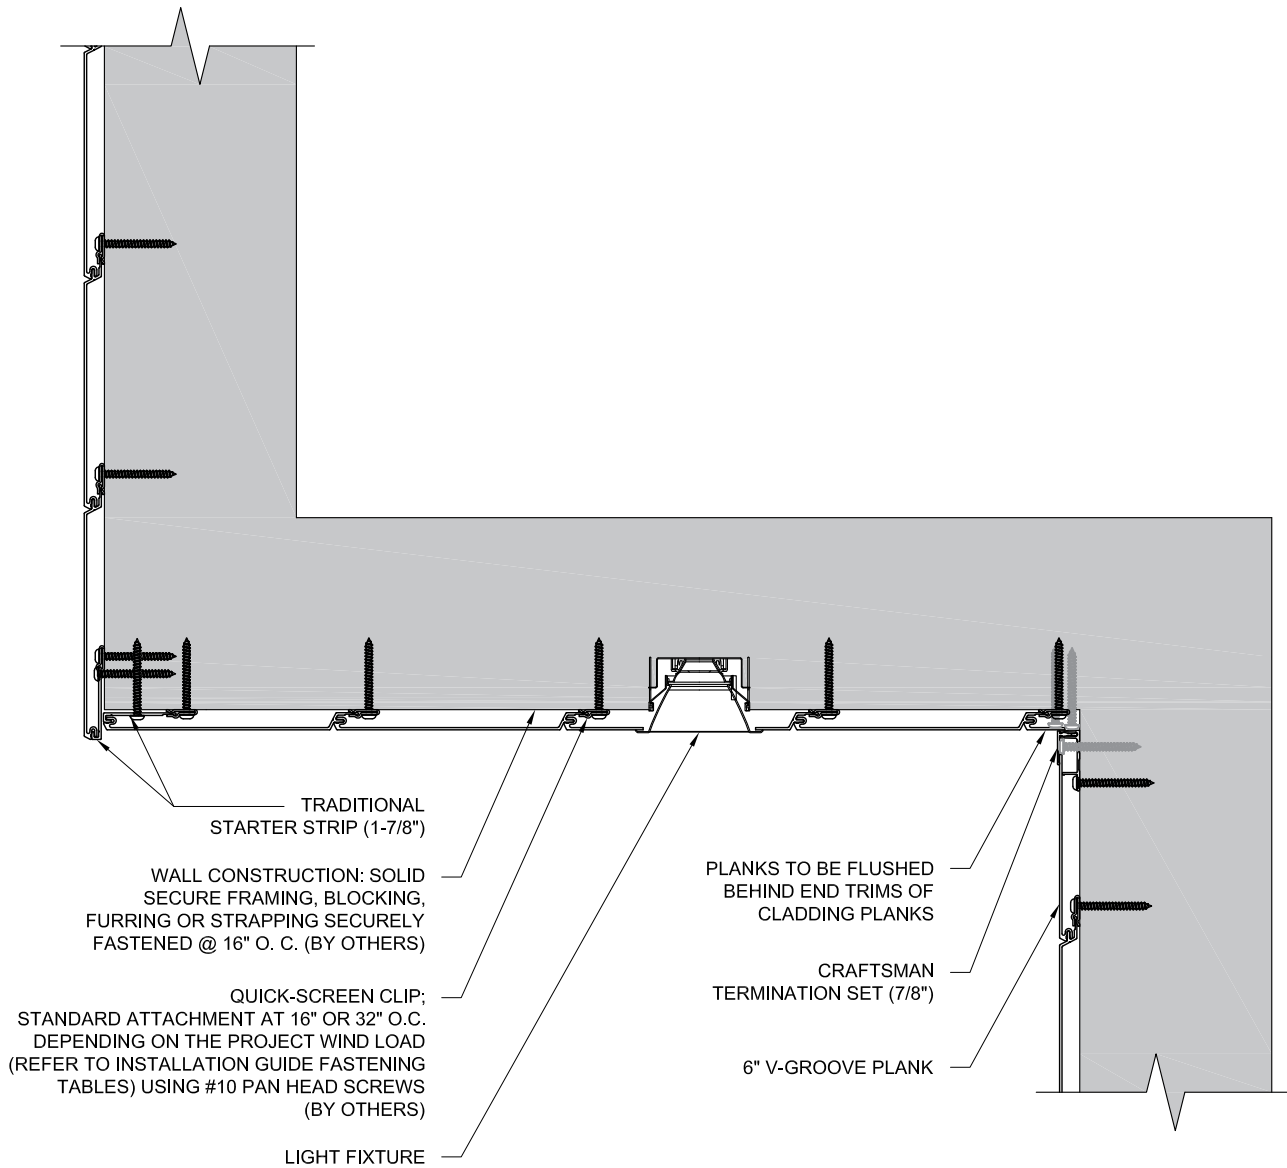 TRADITIONAL
STARTER STRIP (1-7/8")
WALL CONSTRUCTION: SOLID
SECURE FRAMING, BLOCKING,
FURRING OR STRAPPING SECURELY
FASTENED @ 16" O. C. (BY OTHERS)
QUICK-SCREEN CLIP;
STANDARD ATTACHMENT AT 16" OR 32" O.C.
DEPENDING ON THE PROJECT WIND LOAD
(REFER TO INSTALLATION GUIDE FASTENING
TABLES) USING #10 PAN HEAD SCREWS
(BY OTHERS)
LIGHT FIXTURE
PLANKS TO BE FLUSHED
BEHIND END TRIMS OF
CLADDING PLANKS
CRAFTSMAN
TERMINATION SET (7/8")
6" V-GROOVE PLANK